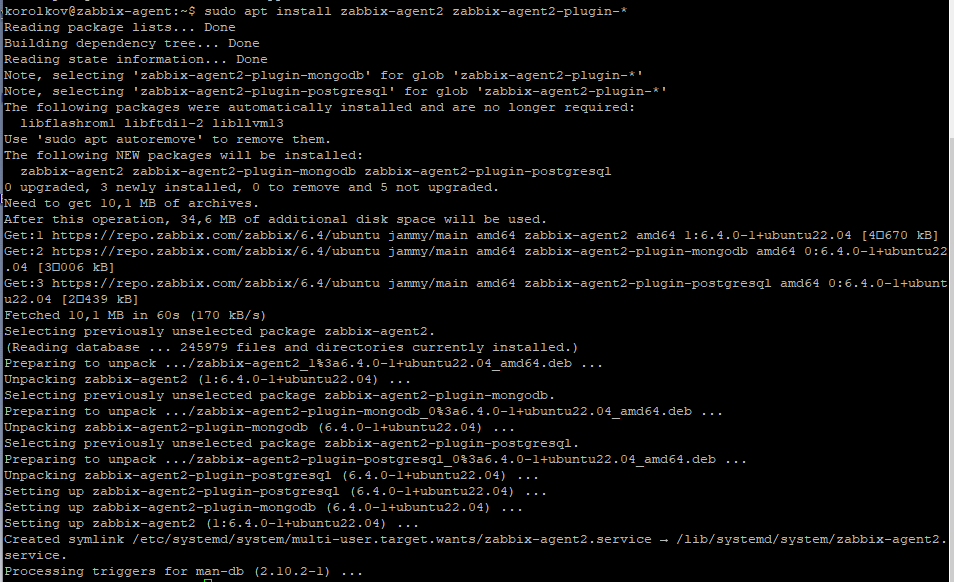 korolkov@zabbix-agent:~$ sudo apt install zabbix-agent2 zabbix-agent2-plugin-*
Reading package lists... Done
Building dependency tree... Done
Reading state information... Done
Note, selecting 'zabbix-agent2-plugin-mongodb' for glob 'zabbix-agent2-plugin-*'
Note, selecting 'zabbix-agent2-plugin-postgresql' for glob 'zabbix-agent2-plugin-*'
The following packages were automatically installed and are no longer required:
  libflashrom1 libftdi1-2 libllvm13
Use 'sudo apt autoremove' to remove them.
The following NEW packages will be installed:
  zabbix-agent2 zabbix-agent2-plugin-mongodb zabbix-agent2-plugin-postgresql
0 upgraded, 3 newly installed, 0 to remove and 5 not upgraded.
Need to get 10,1 MB of archives.
After this operation, 34,6 MB of additional disk space will be used.
Get:1 https://repo.zabbix.com/zabbix/6.4/ubuntu jammy/main amd64 zabbix-agent2 amd64 1:6.4.0-1+ubuntu22.04 [4□670 kB]
Get:2 https://repo.zabbix.com/zabbix/6.4/ubuntu jammy/main amd64 zabbix-agent2-plugin-mongodb amd64 0:6.4.0-1+ubuntu22
.04 [3□006 kB]
Get:3 https://repo.zabbix.com/zabbix/6.4/ubuntu jammy/main amd64 zabbix-agent2-plugin-postgresql amd64 0:6.4.0-1+ubunt
u22.04 [2□439 kB]
Fetched 10,1 MB in 60s (170 kB/s)
Selecting previously unselected package zabbix-agent2.
(Reading database ... 245979 files and directories currently installed.)
Preparing to unpack .../zabbix-agent2_1%3a6.4.0-1+ubuntu22.04_amd64.deb ...
Unpacking zabbix-agent2 (1:6.4.0-1+ubuntu22.04) ...
Selecting previously unselected package zabbix-agent2-plugin-mongodb.
Preparing to unpack .../zabbix-agent2-plugin-mongodb_0%3a6.4.0-1+ubuntu22.04_amd64.deb ...
Unpacking zabbix-agent2-plugin-mongodb (6.4.0-1+ubuntu22.04) ...
Selecting previously unselected package zabbix-agent2-plugin-postgresql.
Preparing to unpack .../zabbix-agent2-plugin-postgresql_0%3a6.4.0-1+ubuntu22.04_amd64.deb ...
Unpacking zabbix-agent2-plugin-postgresql (6.4.0-1+ubuntu22.04) ...
Setting up zabbix-agent2-plugin-postgresql (6.4.0-1+ubuntu22.04) ...
Setting up zabbix-agent2-plugin-mongodb (6.4.0-1+ubuntu22.04) ...
Setting up zabbix-agent2 (1:6.4.0-1+ubuntu22.04) ...
Created symlink /etc/systemd/system/multi-user.target.wants/zabbix-agent2.service → /lib/systemd/system/zabbix-agent2.
service.
Processing triggers for man-db (2.10.2-1) ...